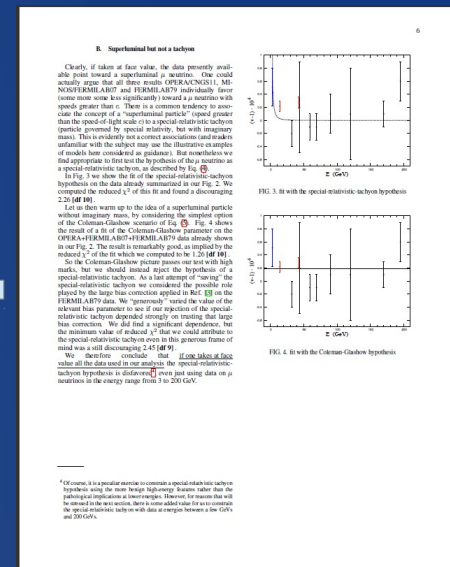 6
B. Superluminal but not a tachyon
Clearly, if taken at face value, the data presently avail-
able point toward a superluminal μ neutrino. One could
actually argue that all three results OPERA/CNGS11, MI-
NOS/FERMILAB07 and FERMILAB79 individually favor
(some more some less significantly) toward a μ neutrino with
speeds greater than c. There is a common tendency to asso-
ciate the concept of a "superluminal particle" (speed greater
than the speed-of-light scale c) to a special-relativistic tachyon
(particle governed by special relativity, but with imaginary
mass). This is evidently not a correct associations (and readers
unfamiliar with the subject may use the illustrative examples
of models here considered as guidance). But nonetheless we
find appropriate to first test the hypothesis of the μ neutrino as
a special-relativistic tachyon, as described by Eq.
In Fig. 3 we show the fit of the special-relativistic-tachyon
hypothesis on the data already summarized in our Fig. 2. We
computed the reduced χ² of this fit and found a discouraging
2.26 [df 10].
Let us then warm up to the idea of a superluminal particle
without imaginary mass, by considering the simplest option
of the Coleman-Glashow scenario of Eq. Fig. 4 shows
the result of a fit of the Coleman-Glashow parameter on the
OPERA+FERMILAB07+FERMILAB79 data already shown
in our Fig. 2. The result is remarkably good, as implied by the
reduced χ² of the fit which we computed to be 1.26 [df 10].
So the Coleman-Glashow picture passes our test with high
marks, but we should instead reject the hypothesis of a
special-relativistic tachyon. As a last attempt of "saving" the
special-relativistic tachyon we considered the possible role
played by the large bias correction applied in Ref. on the
FERMILAB79 data. We "generously" varied the value of the
relevant bias parameter to see if our rejection of the special-
relativistic tachyon depended strongly on trusting that large
bias correction. We did find a significant dependence, but
the minimum value of reduced χ² that we could attribute to
the special-relativistic tachyon even in this generous frame of
mind was a still discouraging 2.45 [df 9].
We therefore conclude that if one takes at face
value all the data used in our analysis the special-relativistic-
tachyon hypothesis is disfavored, even just using data on μ
neutrinos in the energy range from 3 to 200 GeV.
Of course, it is a peculiar exercise to constrain a special-relativistic tachyon
hypothesis using the more benign high-energy features rather than the
pathological implications at lower energies. However, for reasons that will
be stressed in the next section, there is some added value for us to constrain
the special-relativistic tachyon with data at energies between a few GeVs
and 200 GeVs.
E (GeV)
FIG. 3. fit with the special-relativistic-tachyon hypothesis
E (GeV)
FIG. 4. fit with the Coleman-Glashow hypothesis